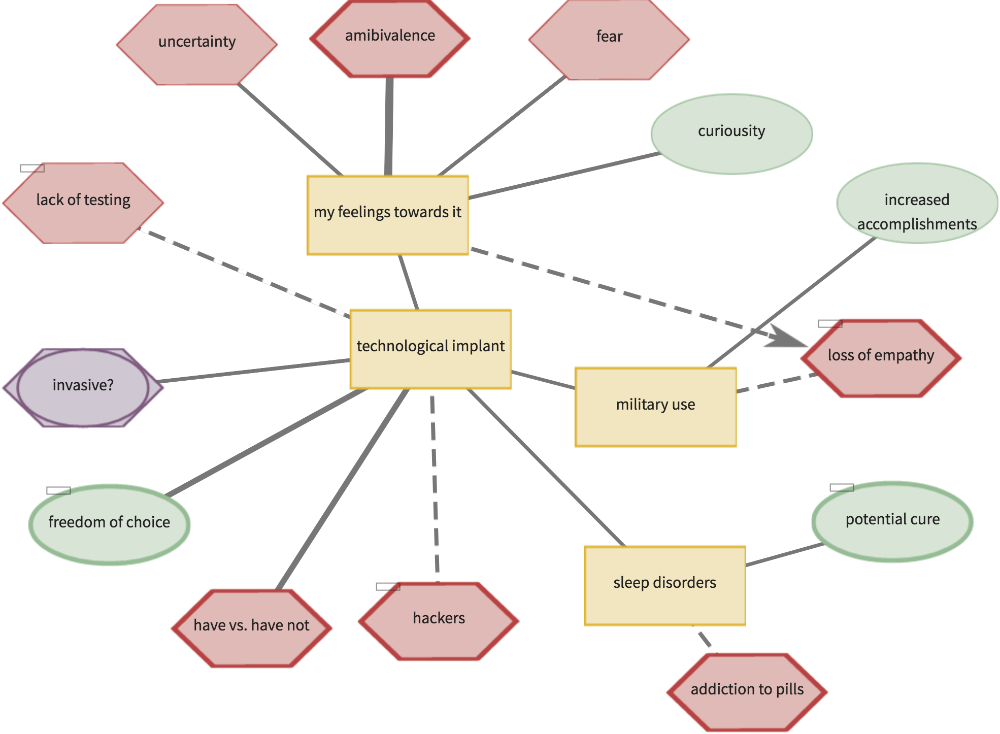 uncertainty
amibivalence
fear
curiousity
lack of testing
my feelings towards it
increased
accomplishments
technological implant
loss of empathy
invasive?
military use
freedom of choice
potential cure
sleep disorders
have vs. have not
hackers
addiction to pills